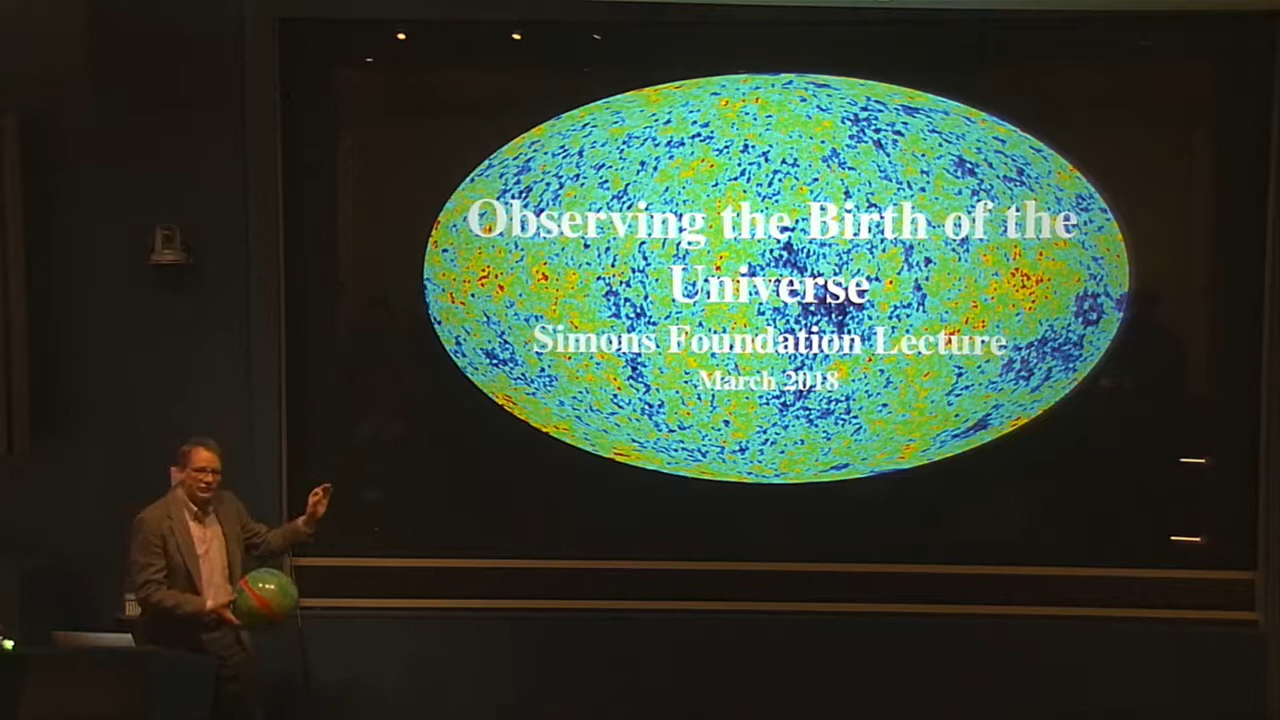 Observing the Birth of the
Universe
Simons Foundation Lecture
March 2018